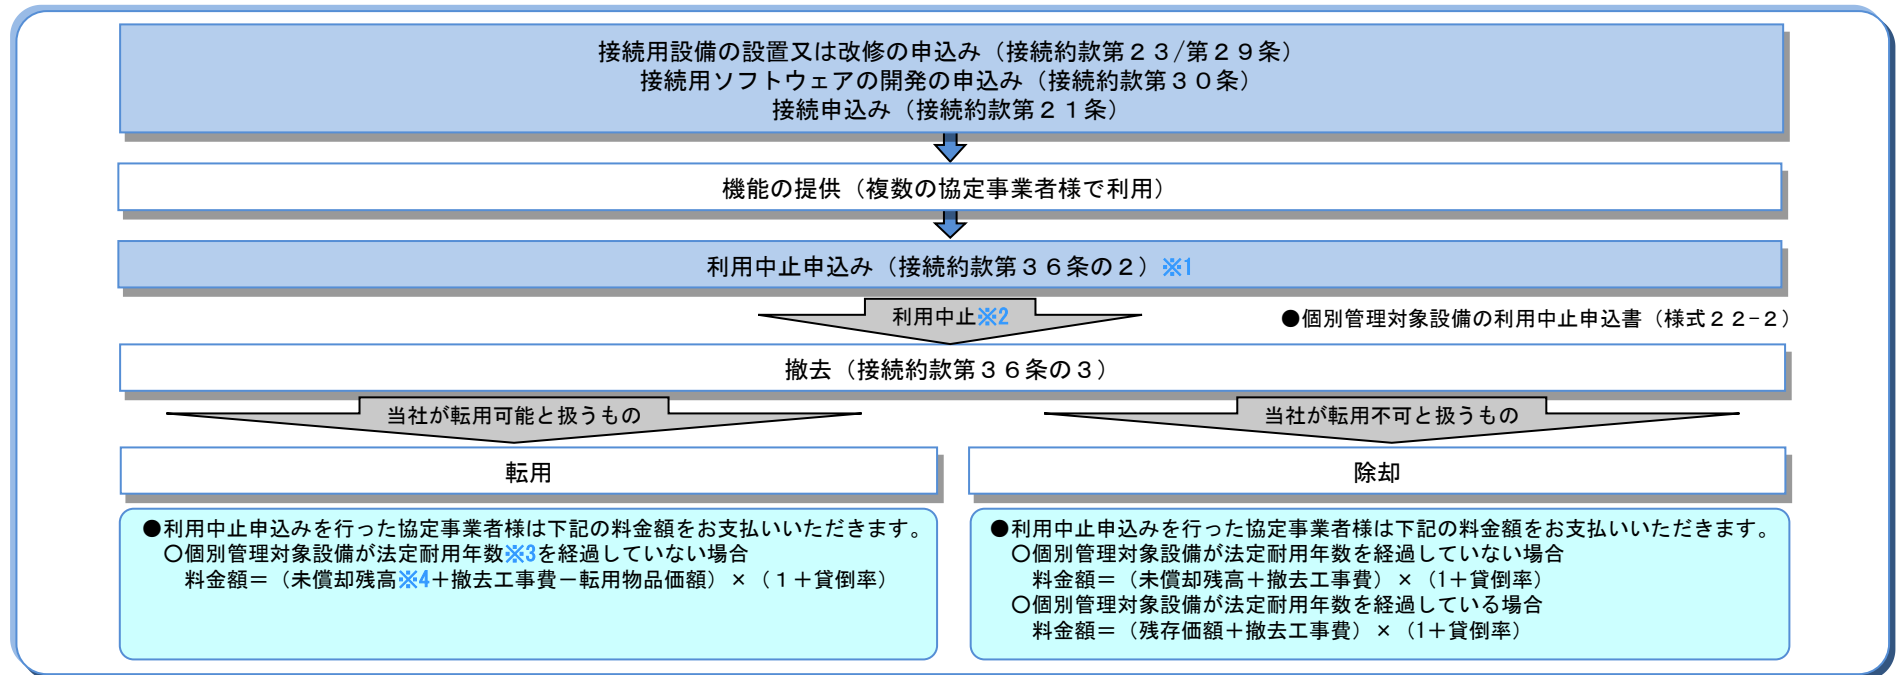 接続用設備の設置又は改修の申込み（接続約款第２３/第２９条）
接続用ソフトウェアの開発の申込み（接続約款第３０条）
接続申込み（接続約款第２１条）
機能の提供（複数の協定事業者様で利用）
利用中止申込み（接続約款第３６条の２）※1
利用中止※2
●個別管理対象設備の利用中止申込書（様式２２−２）
撤去（接続約款第３６条の３）
当社が転用可能と扱うもの
当社が転用不可と扱うもの
転用
除却
●利用中止申込みを行った協定事業者様は下記の料金額をお支払いいただきます。
〇個別管理対象設備が法定耐用年数※3を経過していない場合
料金額＝（未償却残高※4＋撤去工事費－転用物品価額）×（１＋貸倒率）
●利用中止申込みを行った協定事業者様は下記の料金額をお支払いいただきます。
〇個別管理対象設備が法定耐用年数を経過していない場合
料金額＝（未償却残高＋撤去工事費）×（1＋貸倒率）
〇個別管理対象設備が法定耐用年数を経過している場合
料金額＝（残存価額＋撤去工事費）×（1＋貸倒率）